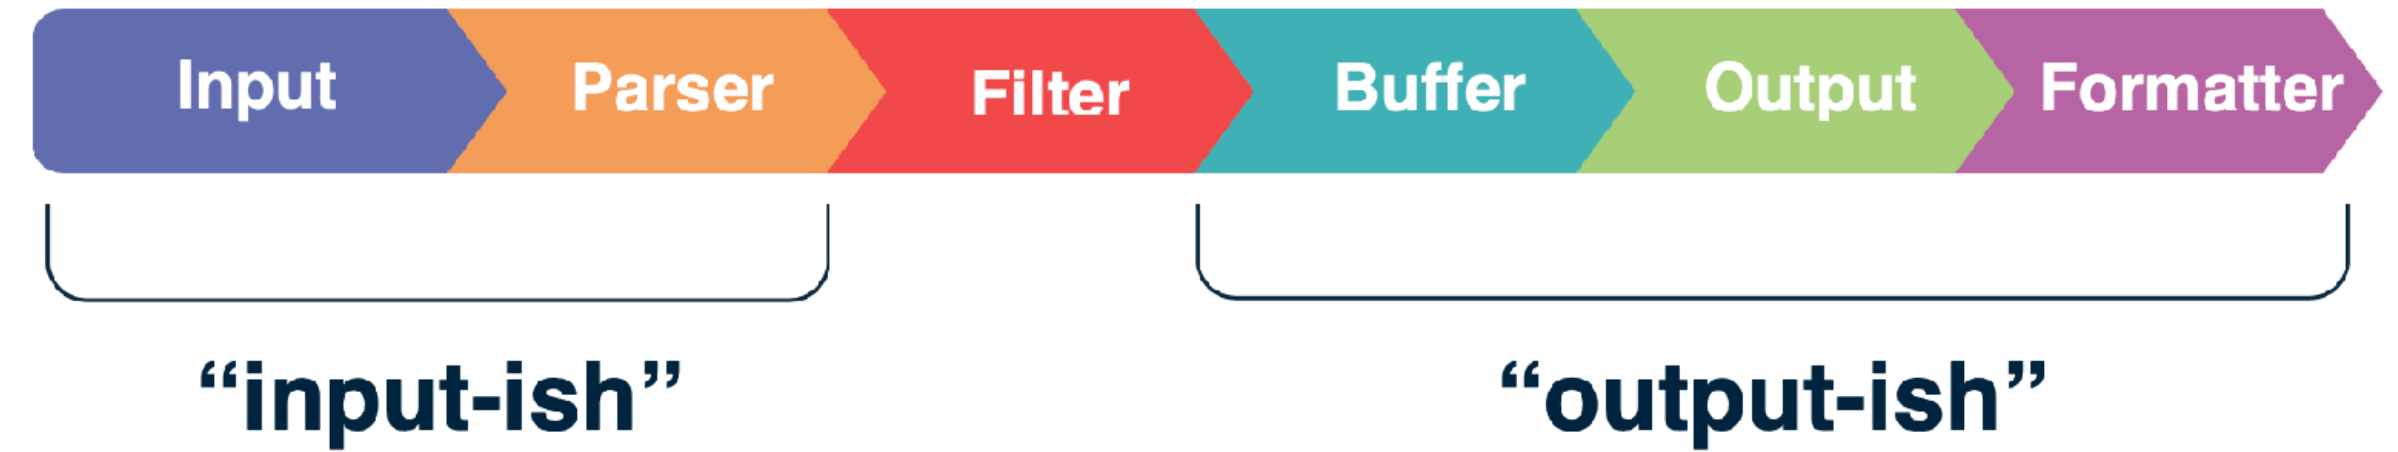 Input Parser Filter Buffer Output Formatter
“input-ish” “output-ish”